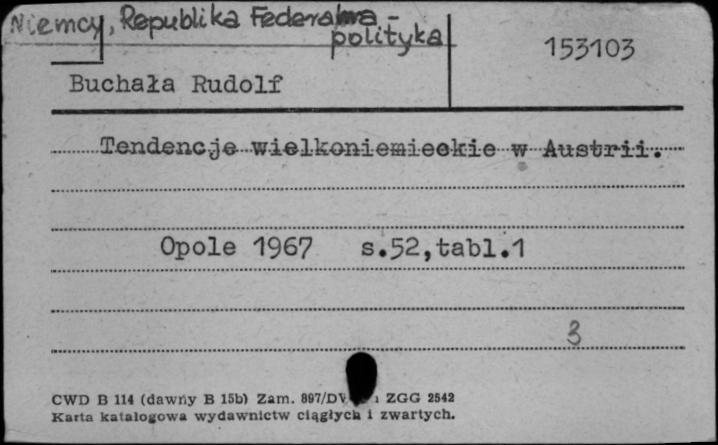 Niemcy, Republika Federalna -
polityka
153103
Buchała Rudolf
Tendencje wielkoniemieckie w Austrii.
Opole 1967 s.52,tabl.1
3
CWD B 114 (dawny B 15b) Zam. 897/DV ZGG 2542
Karta katalogowa wydawnictw ciągłych i zwartych.